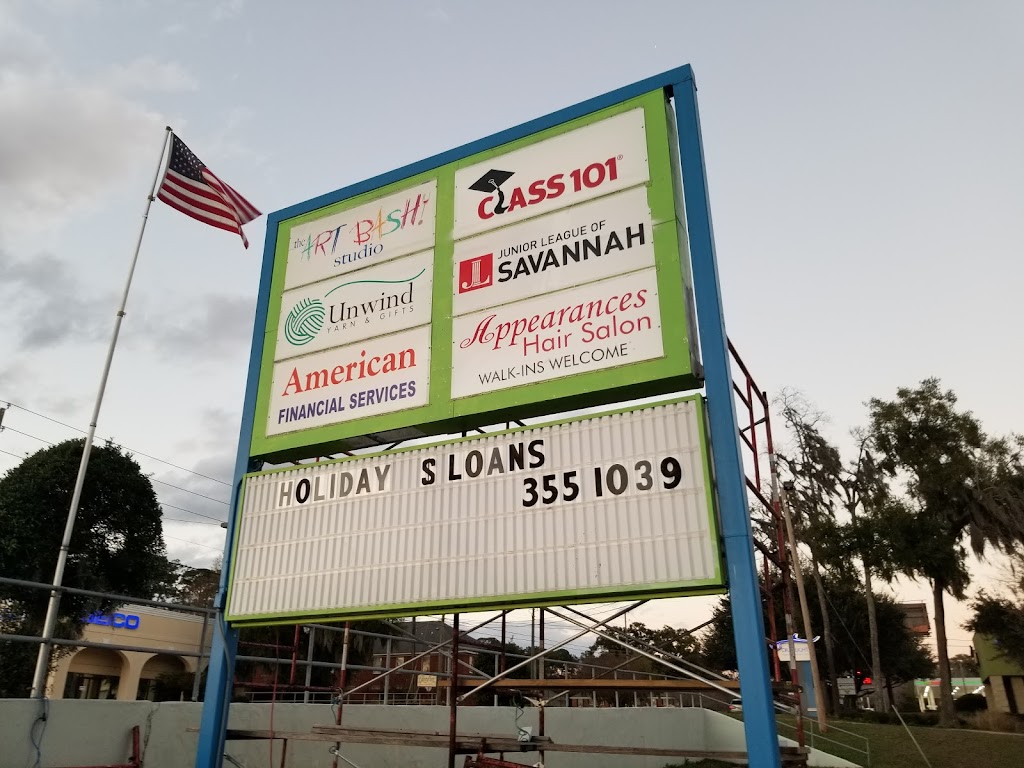 the ART BASH!
studio
Unwind
YARN & GIFTS
American
FINANCIAL SERVICES
CLASS 101®
JL
JUNIOR LEAGUE OF
SAVANNAH
Appearances
Hair Salon
WALK-INS WELCOME
HOLIDAY S LOANS
355 1039